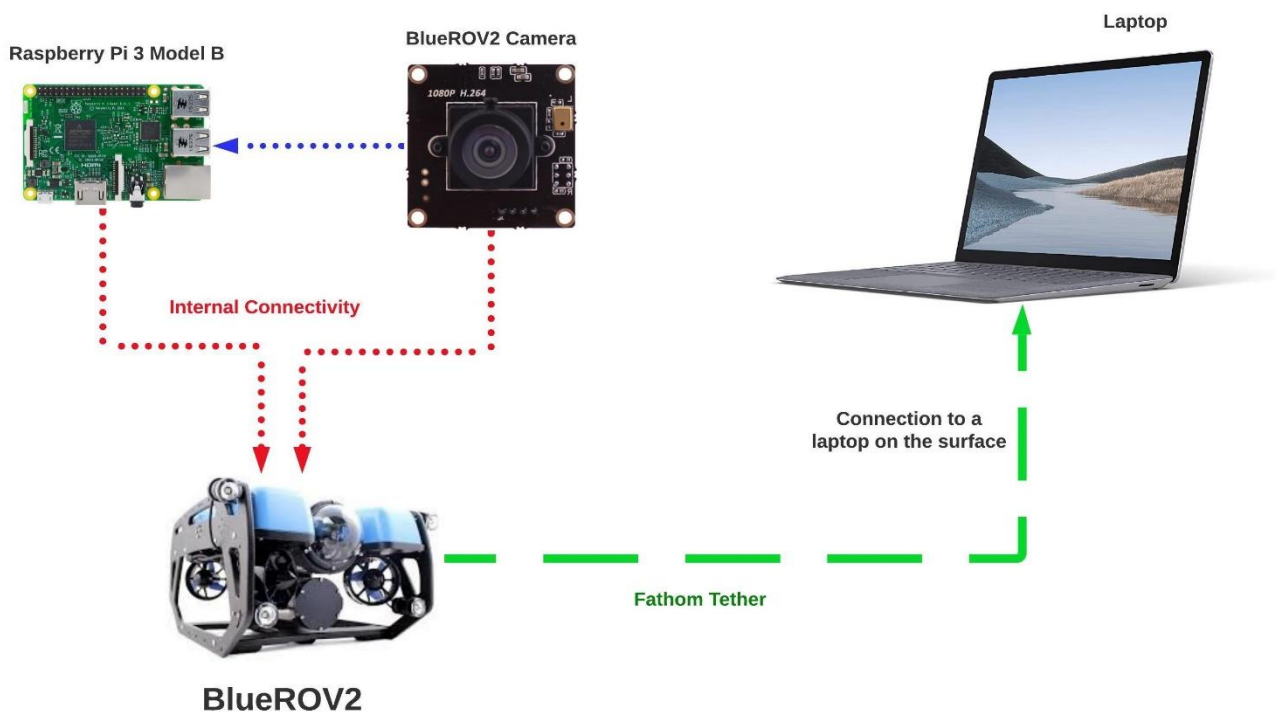 Laptop
BlueROV2 Camera
Raspberry Pi 3 Model B
1080P H.264
HDMI
Internal Connectivity
Connection to a
laptop on the surface
Fathom Tether
BlueROV2